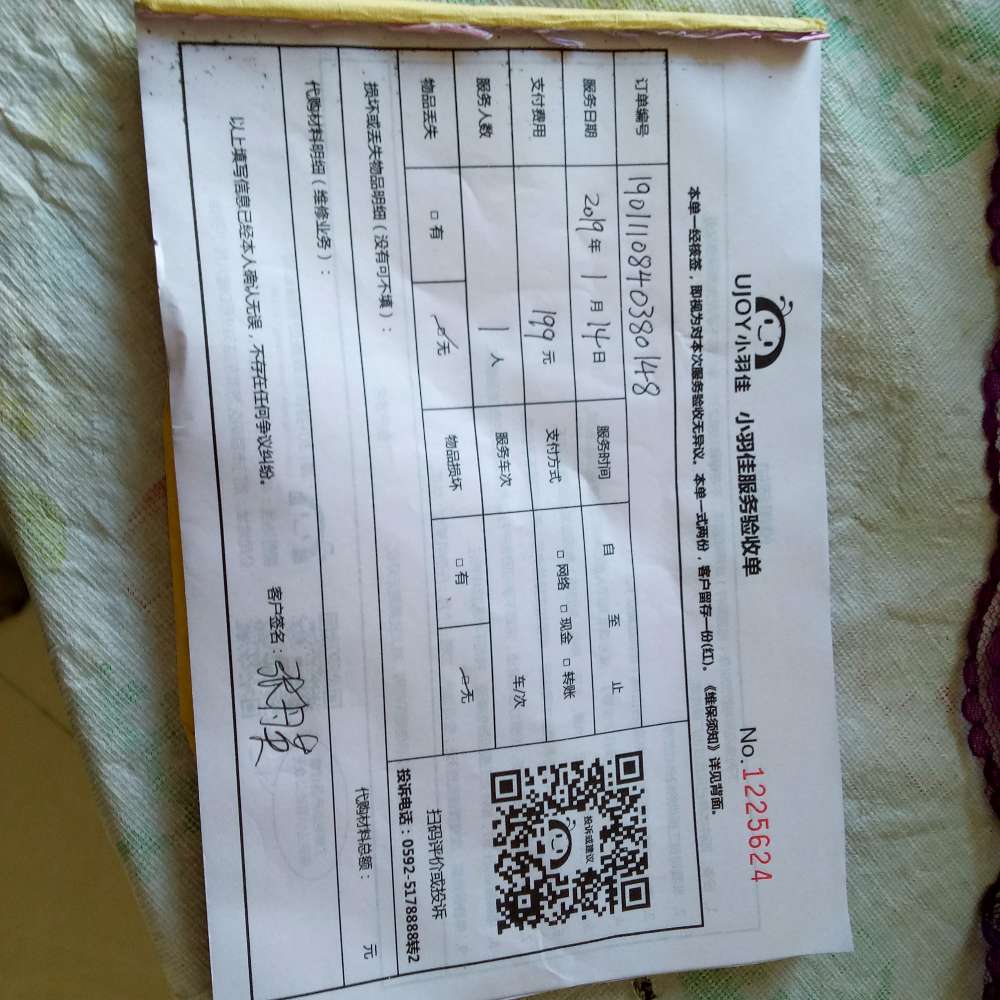 UJOY小羽佳 小羽佳服务验收单 No.1225624
本单一经核签，即视为对本次服务验收无异议。本单一式两份，客户留存一份(红)。《维保须知》详见背面。
订单编号 190110840380148
服务日期 2019年1月14日 服务时间 自 至 止
支付费用 199元 支付方式 □网络 □现金 □转账
服务人数 1人 服务车次 车/次
物品丢失 □有 □无 物品损坏 □有 □无
投诉或建议
扫码评价或投诉
投诉电话：0592-5178888转2
损坏或丢失物品明细（没有可不填）：
代购材料明细（维修业务）： 代购材料总额： 元
以上填写信息已经本人确认无误，不存在任何争议纠纷。 客户签名：